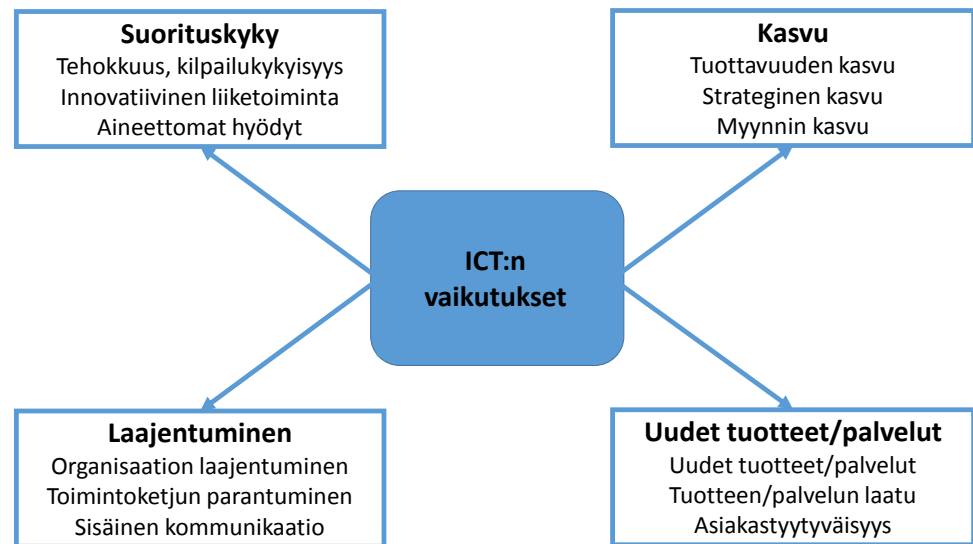 Suorituskyky
Tehokkuus, kilpailukykyisyys
Innovatiivinen liiketoiminta
Aineettomat hyödyt
Kasvu
Tuottavuuden kasvu
Strateginen kasvu
Myynnin kasvu
ICT:n
vaikutukset
Laajentuminen
Organisaation laajentuminen
Toimintoketjun parantuminen
Sisäinen kommunikaatio
Uudet tuotteet/palvelut
Uudet tuotteet/palvelut
Tuotteen/palvelun laatu
Asiakastyytyväisyys